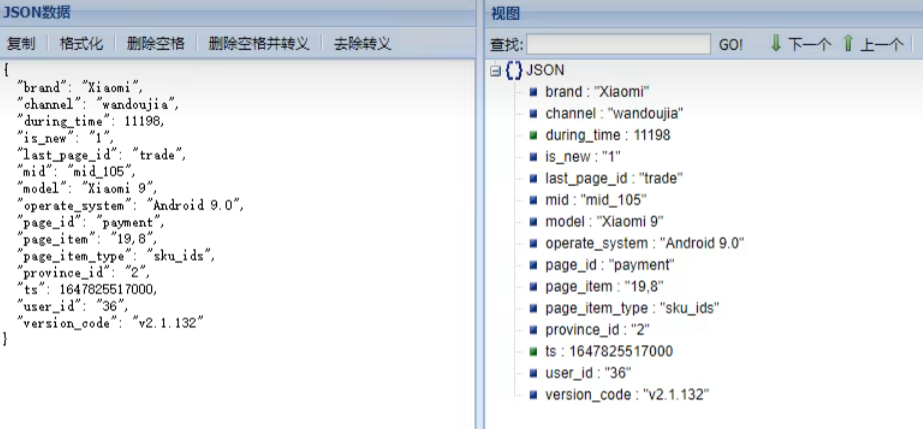 JSON数据
复制 格式化 删除空格 删除空格并转义 去除转义
{
"brand": "Xiaomi",
"channel": "wandoujia",
"during_time": 11198,
"is_new": "1",
"last_page_id": "trade",
"mid": "mid_105",
"model": "Xiaomi 9",
"operate_system": "Android 9.0",
"page_id": "payment",
"page_item": "19,8",
"page_item_type": "sku_ids",
"province_id": "2",
"ts": 1647825517000,
"user_id": "36",
"version_code": "v2.1.132"
}
视图
查找: GO! 下一个 上一个
{}JSON
brand : "Xiaomi"
channel : "wandoujia"
during_time : 11198
is_new : "1"
last_page_id : "trade"
mid : "mid_105"
model : "Xiaomi 9"
operate_system : "Android 9.0"
page_id : "payment"
page_item : "19,8"
page_item_type : "sku_ids"
province_id : "2"
ts : 1647825517000
user_id : "36"
version_code : "v2.1.132"